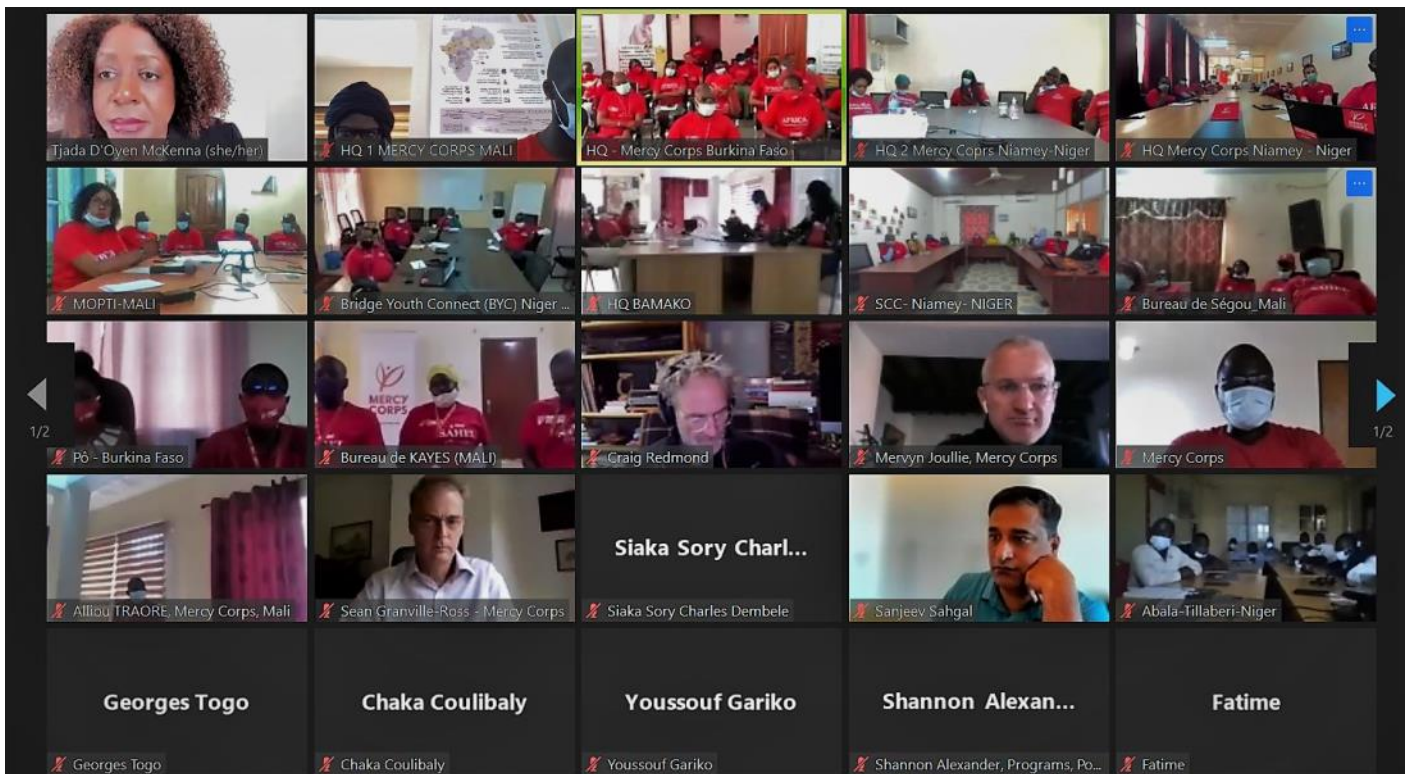 Tjada D'Oyen McKenna (she/her)
HQ 1 MERCY CORPS MALI
AFRICA
HQ - Mercy Corps Burkina Faso
HQ 2 Mercy Coprs Niamey-Niger
HQ Mercy Corps Niamey - Niger
MOPTI-MALI
Bridge Youth Connect (BYC) Niger ...
HQ BAMAKO
SCC- Niamey- NIGER
Bureau de Ségou_Mali
1/2
Pô - Burkina Faso
MERCY
CORPS
SAHEL
Bureau de KAYES (MALI)
Craig Redmond
Mervyn Joullie, Mercy Corps
Mercy Corps
1/2
Alliou TRAORE, Mercy Corps, Mali
Sean Granville-Ross - Mercy Corps
Siaka Sory Charl...
Siaka Sory Charles Dembele
Sanjeev Sahgal
Abala-Tillaberi-Niger
Georges Togo
Georges Togo
Chaka Coulibaly
Chaka Coulibaly
Youssouf Gariko
Youssouf Gariko
Shannon Alexan...
Shannon Alexander, Programs, Po...
Fatime
Fatime